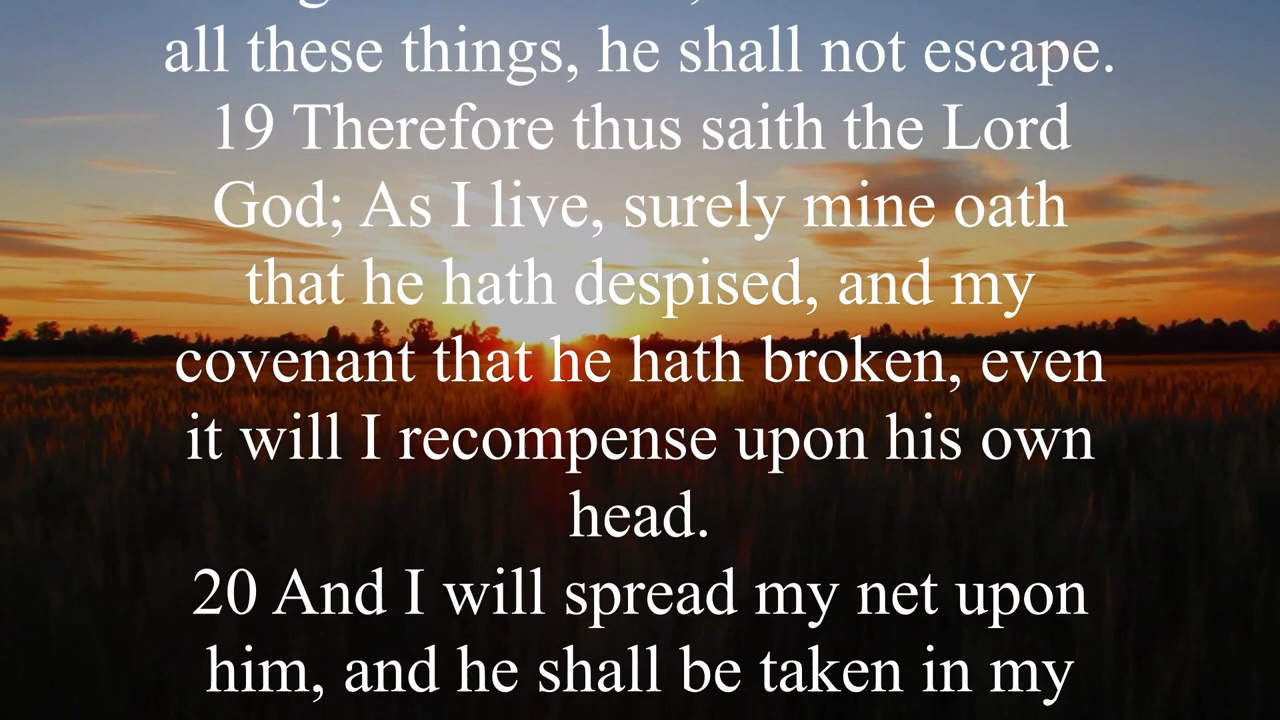 all these things, he shall not escape.
19 Therefore thus saith the Lord
God; As I live, surely mine oath
that he hath despised, and my
covenant that he hath broken, even
it will I recompense upon his own
head.
20 And I will spread my net upon
him, and he shall be taken in my